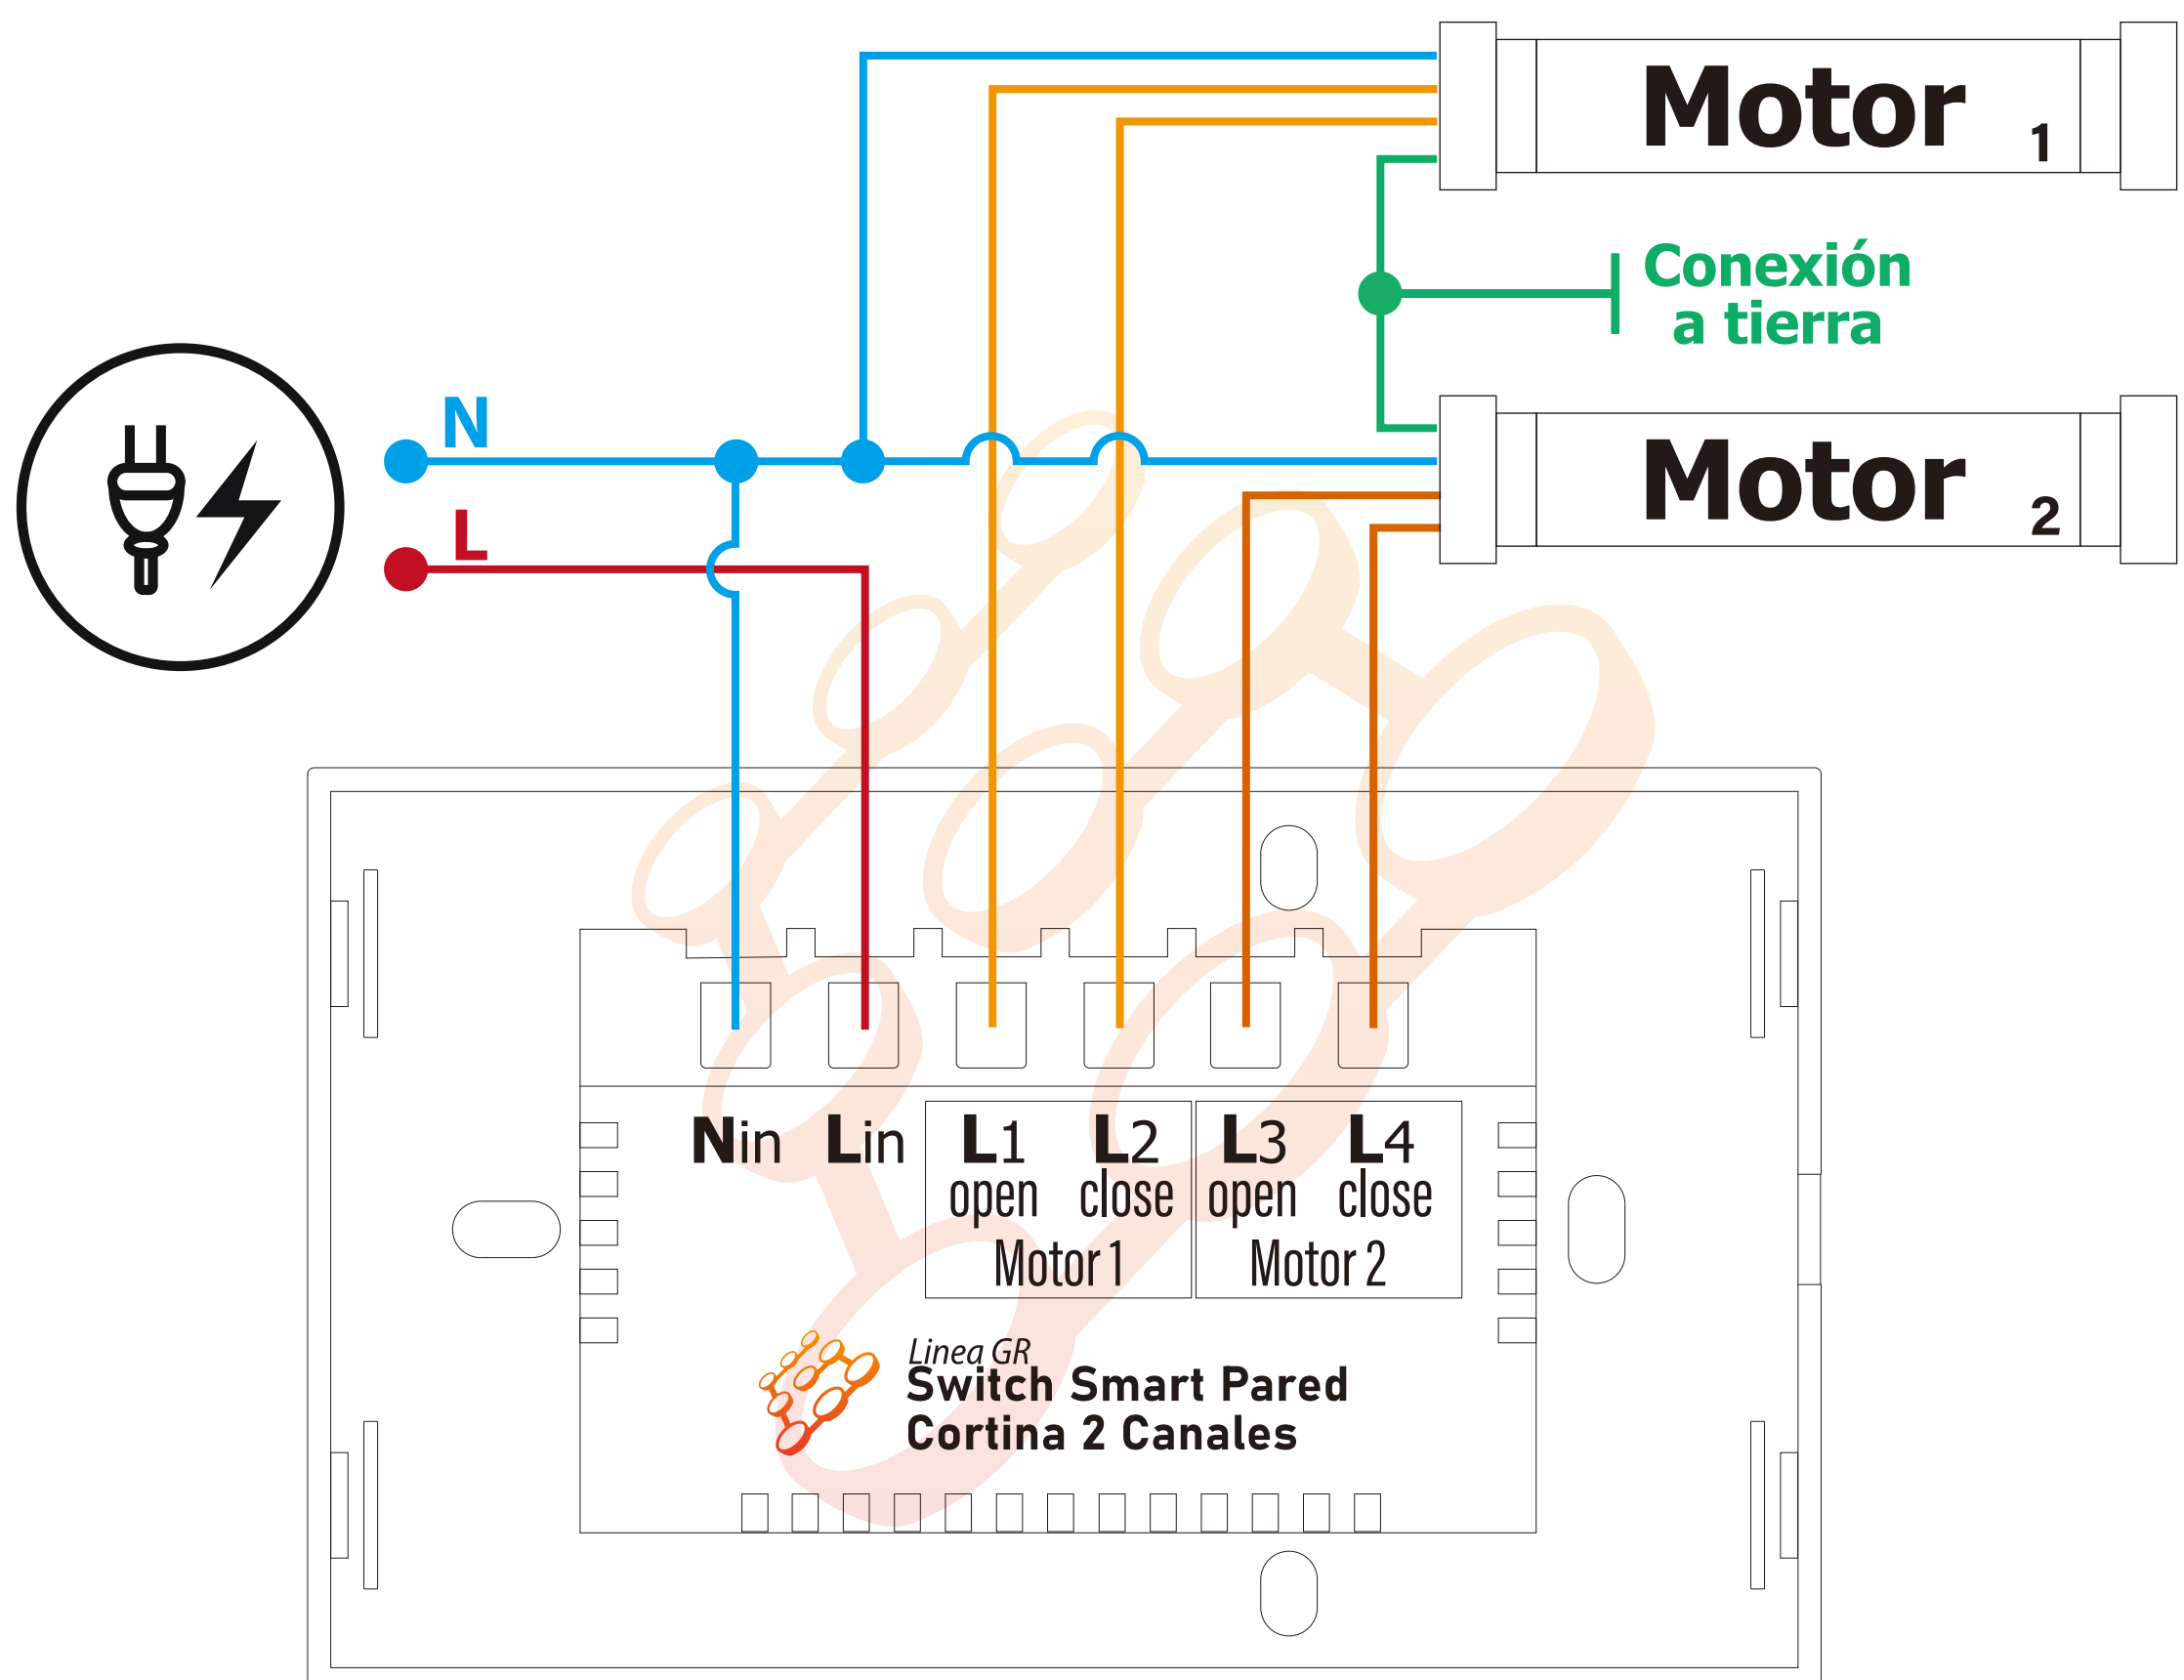 Motor 1
Conexión
a tierra
N
L
Motor 2
Nin Lin L1 L2 L3 L4
open close open close
Motor 1 Motor 2
Linea GR
Switch Smart Pared
Cortina 2 Canales